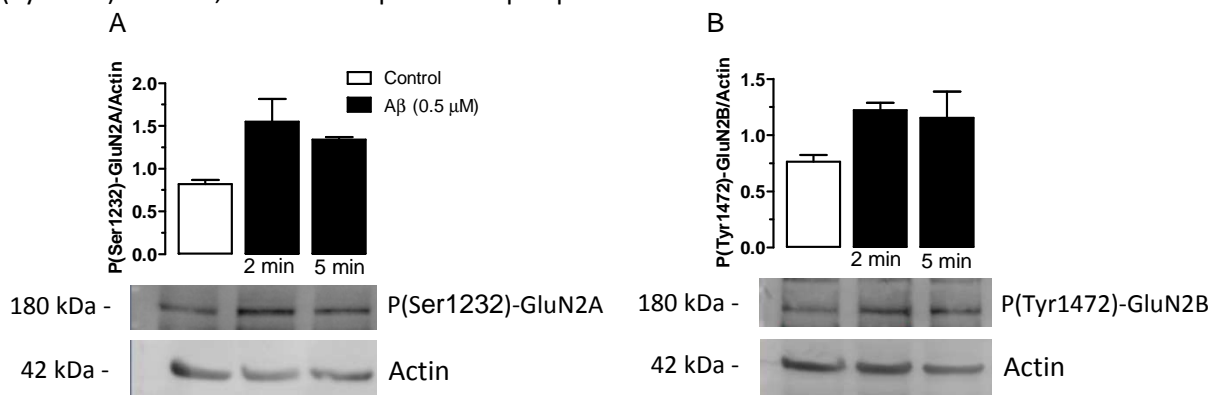 A
P(Ser1232)-GluN2A/Actin
2.0
1.5
1.0
0.5
0.0
Control
Aβ (0.5 μM)
2 min 5 min
180 kDa - P(Ser1232)-GluN2A
42 kDa - Actin
B
P(Tyr1472)-GluN2B/Actin
1.5
1.0
0.5
0.0
2 min 5 min
180 kDa - P(Tyr1472)-GluN2B
42 kDa - Actin